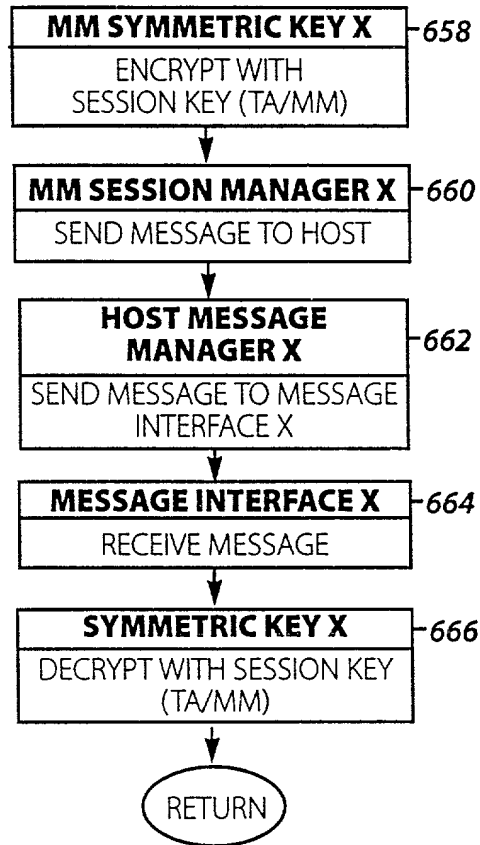 MM SYMMETRIC KEY X
658
ENCRYPT WITH
SESSION KEY (TA/MM)
MM SESSION MANAGER X
660
SEND MESSAGE TO HOST
HOST MESSAGE
MANAGER X
662
SEND MESSAGE TO MESSAGE
INTERFACE X
MESSAGE INTERFACE X
664
RECEIVE MESSAGE
SYMMETRIC KEY X
666
DECRYPT WITH SESSION KEY
(TA/MM)
RETURN